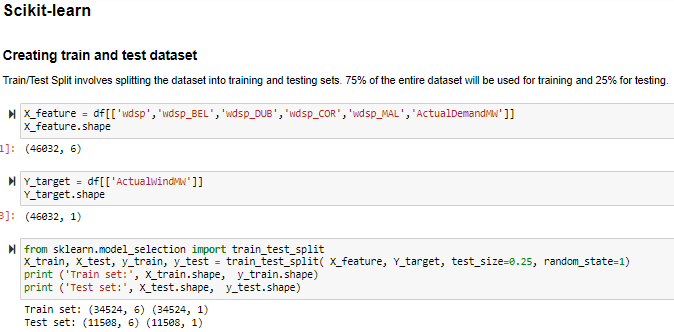 Scikit-learn
Creating train and test dataset
Train/Test Split involves splitting the dataset into training and testing sets. 75% of the entire dataset will be used for training and 25% for testing.
X_feature = df[['wdsp','wdsp_BEL','wdsp_DUB','wdsp_COR','wdsp_MAL','ActualDemandMW']]
X_feature.shape
1]: (46032, 6)
Y_target = df[['ActualWindMW']]
Y_target.shape
3]: (46032, 1)
from sklearn.model_selection import train_test_split
X_train, X_test, y_train, y_test = train_test_split( X_feature, Y_target, test_size=0.25, random_state=1)
print ('Train set:', X_train.shape,  y_train.shape)
print ('Test set:', X_test.shape,  y_test.shape)
Train set: (34524, 6) (34524, 1)
Test set: (11508, 6) (11508, 1)